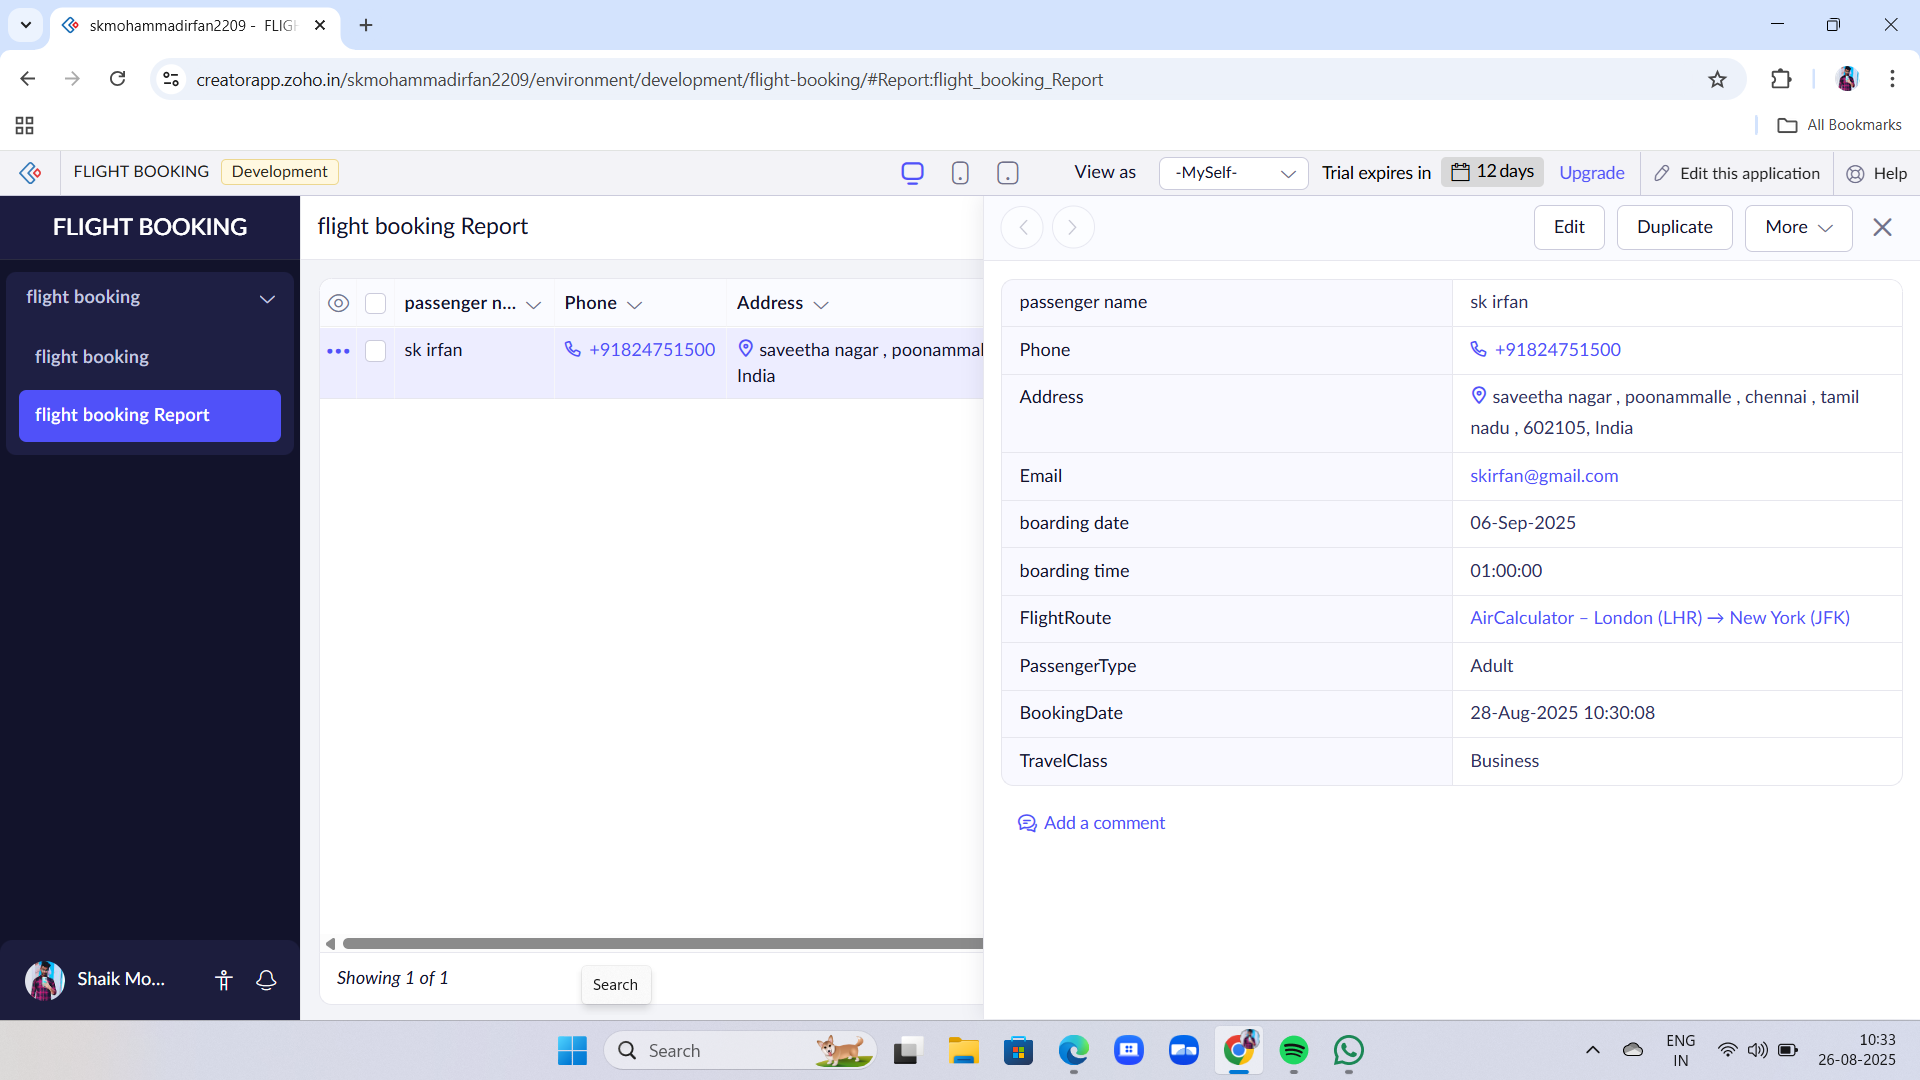 skmohammadirfan2209 - FLIGH
creatorapp.zoho.in/skmohammadirfan2209/environment/development/flight-booking/#Report:flight_booking_Report
All Bookmarks
FLIGHT BOOKING Development View as -MySelf- Trial expires in 12 days Upgrade Edit this application Help
FLIGHT BOOKING
flight booking
flight booking
flight booking Report
Shaik Mo...
flight booking Report
passenger n... Phone Address
sk irfan +91824751500 saveetha nagar , poonammal
India
Showing 1 of 1
Search
Edit Duplicate More
passenger name sk irfan
Phone +91824751500
Address saveetha nagar , poonammalle , chennai , tamil
nadu , 602105, India
Email skirfan@gmail.com
boarding date 06-Sep-2025
boarding time 01:00:00
FlightRoute AirCalculator – London (LHR) → New York (JFK)
PassengerType Adult
BookingDate 28-Aug-2025 10:30:08
TravelClass Business
Add a comment
Search
ENG
IN
10:33
26-08-2025